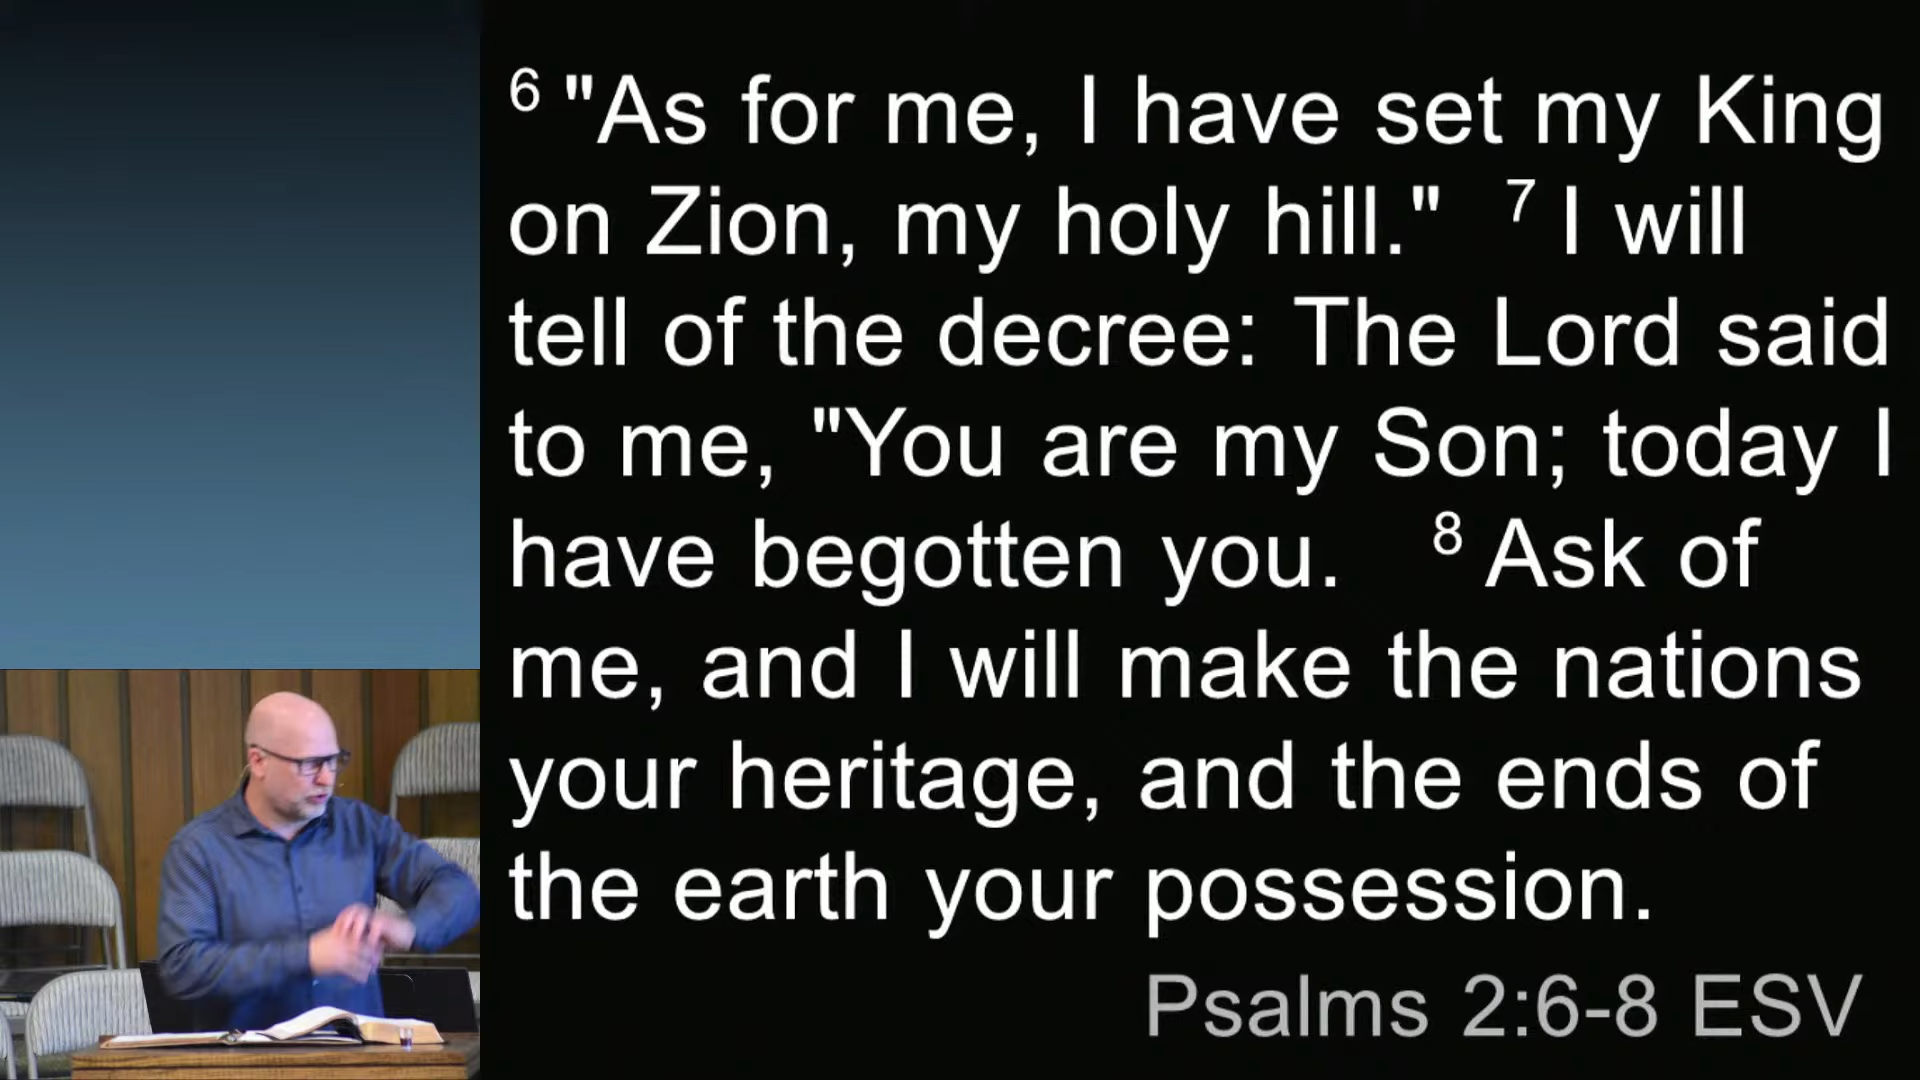 6 "As for me, I have set my King
on Zion, my holy hill." 7 I will
tell of the decree: The Lord said
to me, "You are my Son; today I
have begotten you. 8 Ask of
me, and I will make the nations
your heritage, and the ends of
the earth your possession.
Psalms 2:6-8 ESV